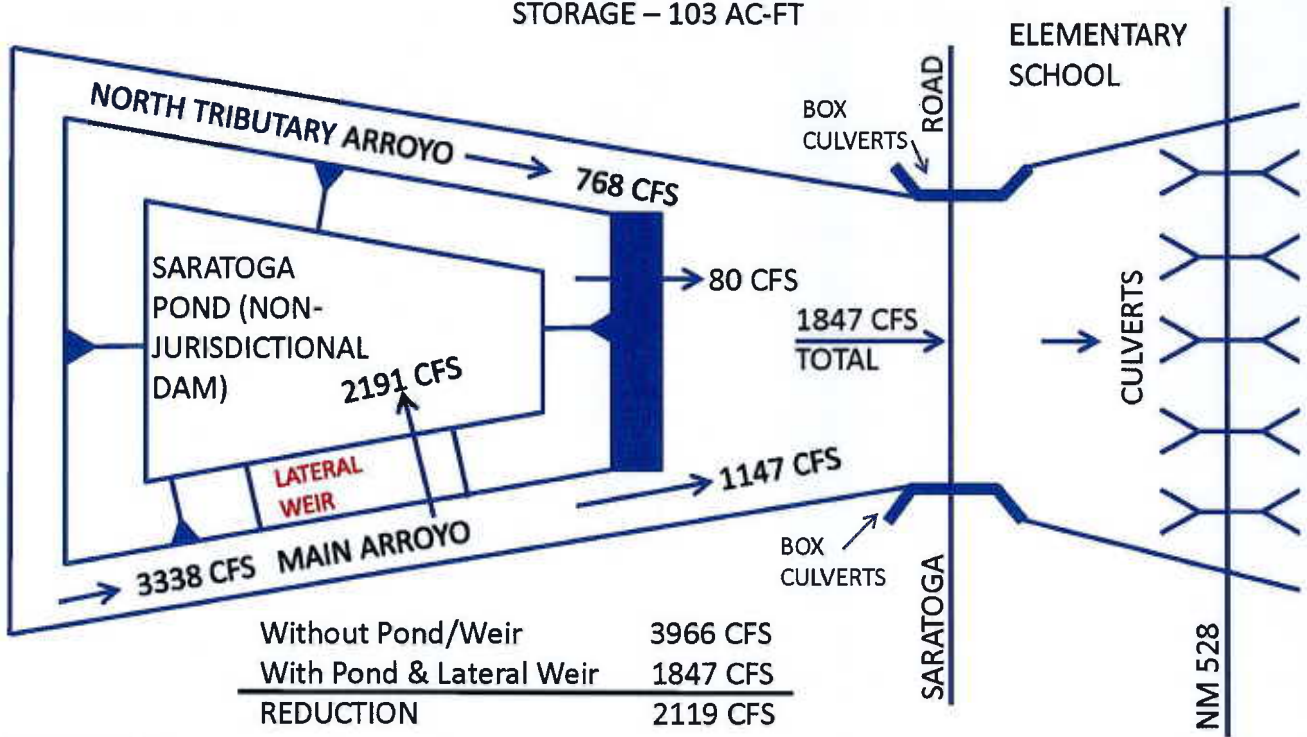 STORAGE – 103 AC-FT
ELEMENTARY
SCHOOL
NORTH TRIBUTARY ARROYO
768 CFS
BOX
CULVERTS
ROAD
SARATOGA
POND (NON-
JURISDICTIONAL
DAM)
80 CFS
1847 CFS
TOTAL
CULVERTS
2191 CFS
LATERAL
WEIR
1147 CFS
3338 CFS MAIN ARROYO
BOX
CULVERTS
SARATOGA
NM 528
Without Pond/Weir 3966 CFS
With Pond & Lateral Weir 1847 CFS
REDUCTION 2119 CFS